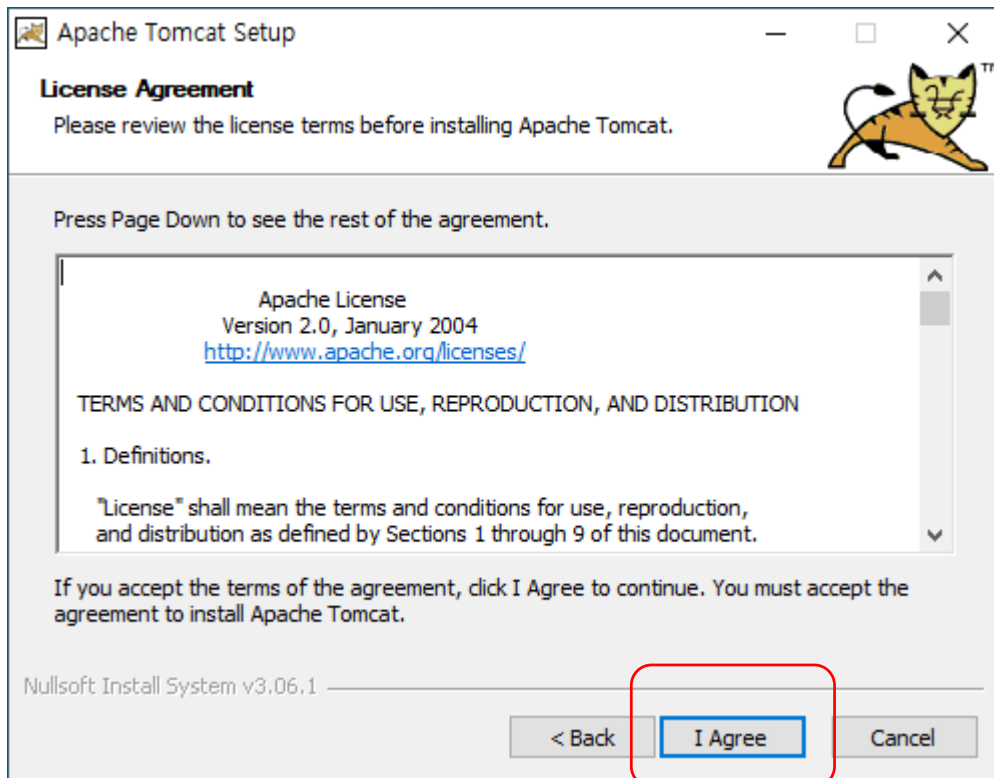 Apache Tomcat Setup
License Agreement
Please review the license terms before installing Apache Tomcat.
TM
Press Page Down to see the rest of the agreement.
Apache License
Version 2.0, January 2004
http://www.apache.org/licenses/
TERMS AND CONDITIONS FOR USE, REPRODUCTION, AND DISTRIBUTION
1. Definitions.
"License" shall mean the terms and conditions for use, reproduction,
and distribution as defined by Sections 1 through 9 of this document.
If you accept the terms of the agreement, click I Agree to continue. You must accept the
agreement to install Apache Tomcat.
Nullsoft Install System v3.06.1
< Back I Agree Cancel